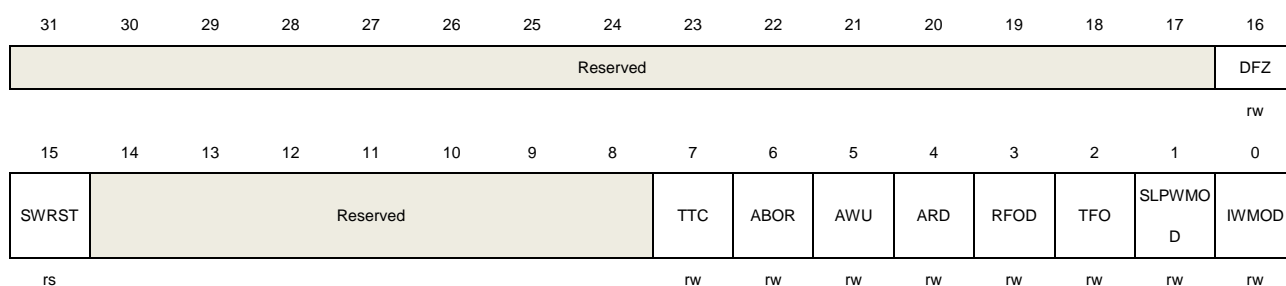 31 30 29 28 27 26 25 24 23 22 21 20 19 18 17 16
Reserved DFZ
rw
15 14 13 12 11 10 9 8 7 6 5 4 3 2 1 0
SWRST Reserved TTC ABOR AWU ARD RFOD TFO SLPWMO
D IWMOD
rs rw rw rw rw rw rw rw rw